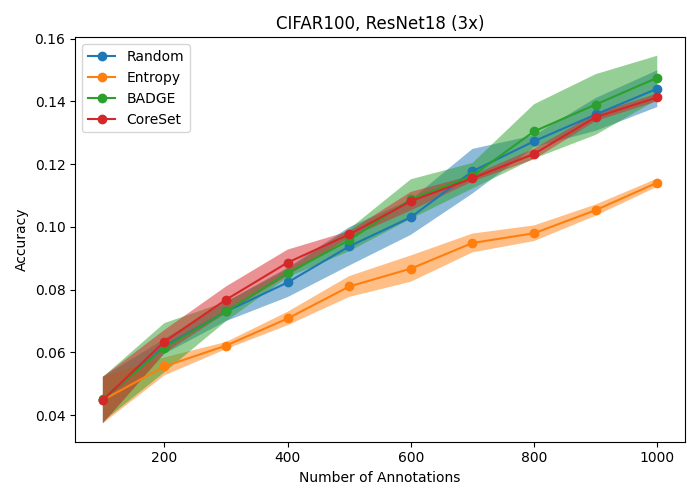 CIFAR100, ResNet18 (3x)
0.16
0.14
0.12
0.10
0.08
0.06
0.04
Accuracy
Random
Entropy
BADGE
CoreSet
200
400
600
800
1000
Number of Annotations